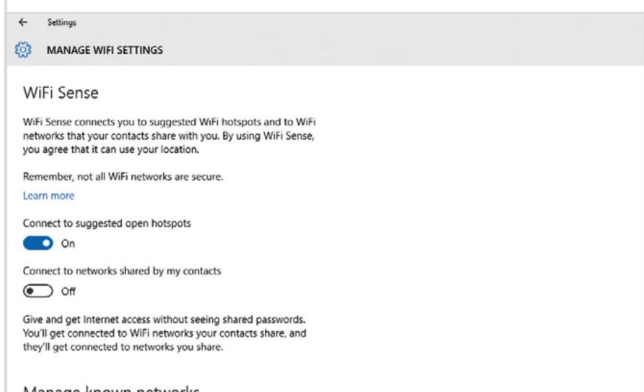 Settings
MANAGE WIFI SETTINGS
WiFi Sense
WiFi Sense connects you to suggested WiFi hotspots and to WiFi
networks that your contacts share with you. By using WiFi Sense,
you agree that it can use your location.
Remember, not all WiFi networks are secure.
Learn more
Connect to suggested open hotspots
On
Connect to networks shared by my contacts
Off
Give and get Internet access without seeing shared passwords.
You'll get connected to WiFi networks your contacts share, and
they'll get connected to networks you share.
Manage known networks